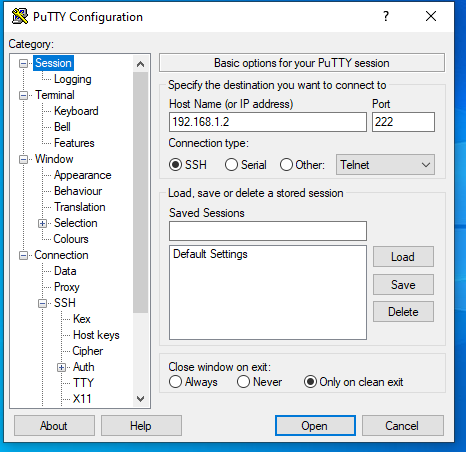 PuTTY Configuration
? ×
Category:
Session
Logging
Terminal
Keyboard
Bell
Features
Window
Appearance
Behaviour
Translation
Selection
Colours
Connection
Data
Proxy
SSH
Kex
Host keys
Cipher
Auth
TTY
X11
Basic options for your PuTTY session
Specify the destination you want to connect to
Host Name (or IP address) Port
192.168.1.2 222
Connection type:
SSH Serial Other: Telnet
Load, save or delete a stored session
Saved Sessions
Default Settings
Load
Save
Delete
Close window on exit:
Always Never Only on clean exit
About Help Open Cancel